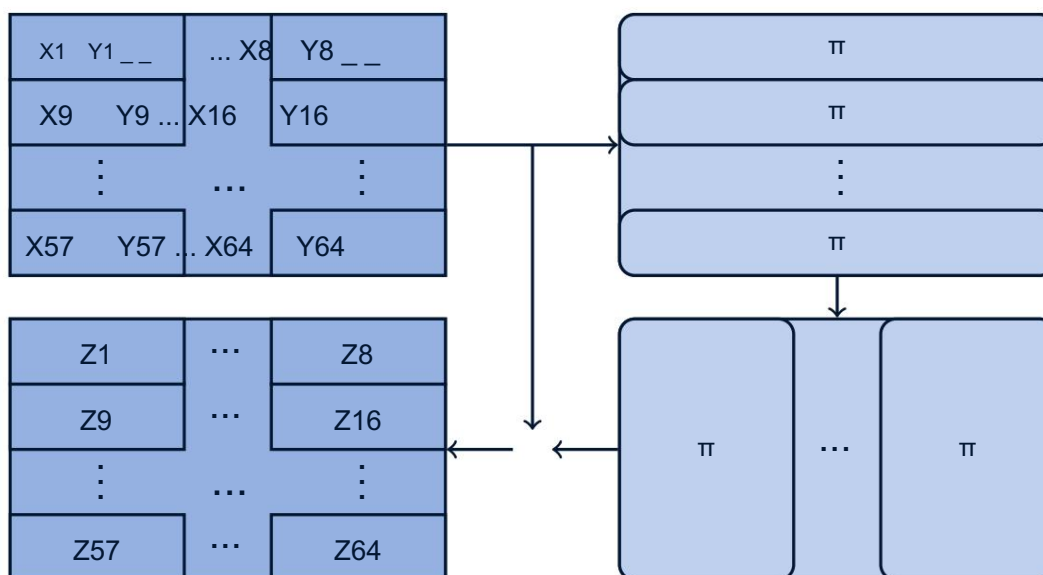 X1 Y1 _ _ ... X8 Y8 _ _
π
X9 Y9 ... X16 Y16
π
⋮ ... ⋮
⋮
X57 Y57 ... X64 Y64
π
Z1 ... Z8
Z9 ... Z16
π ... π
⋮ ... ⋮
Z57 ... Z64